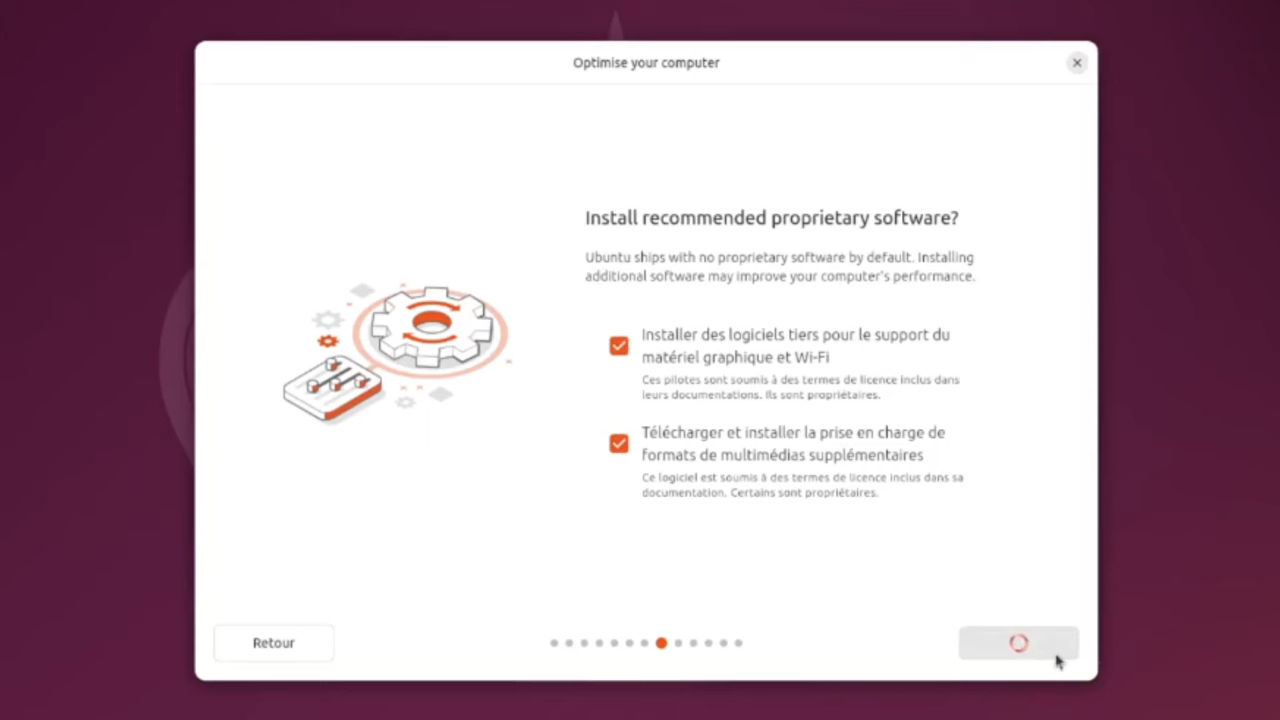 Optimise your computer
Install recommended proprietary software?
Ubuntu ships with no proprietary software by default. Installing
additional software may improve your computer's performance.
Installer des logiciels tiers pour le support du
matériel graphique et Wi-Fi
Ces pilotes sont soumis à des termes de licence inclus dans
leurs documentations. Ils sont propriétaires.
Télécharger et installer la prise en charge de
formats de multimédias supplémentaires
Ce logiciel est soumis à des termes de licence inclus dans sa
documentation. Certains sont propriétaires.
Retour